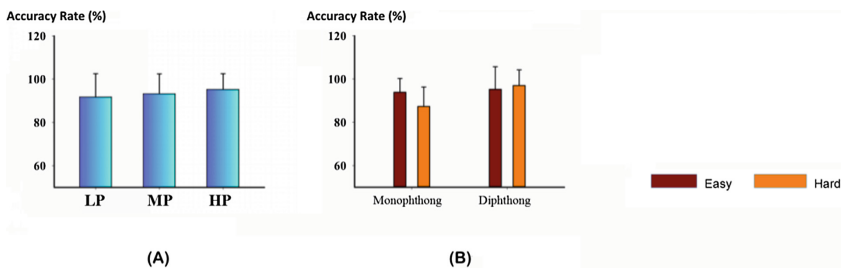 Accuracy Rate (%)
120
100
80
60
LP MP HP
(A)
Accuracy Rate (%)
120
100
80
60
Monophthong Diphthong
(B)
Easy Hard